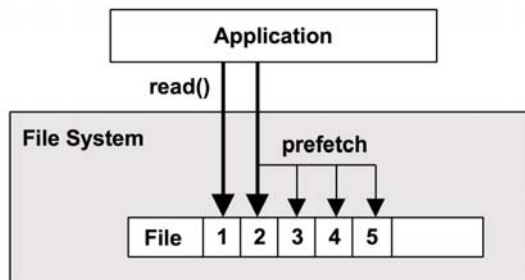 Application
read()
File System
prefetch
File 1 2 3 4 5